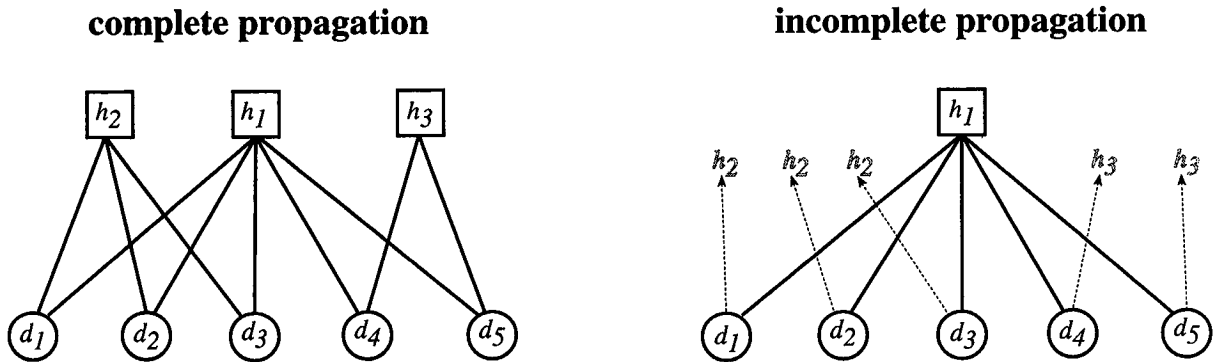 complete propagation
h2 h1 h3
d1 d2 d3 d4 d5
incomplete propagation
h1
h2 h2 h2 h3 h3
d1 d2 d3 d4 d5